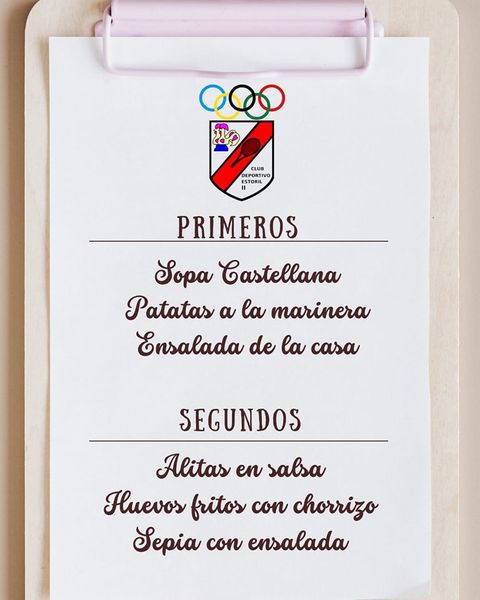 CLUB
DEPORTIVO
ESTORIL
II
PRIMEROS
Sopa Castellana
Patatas a la marinera
Ensalada de la casa
SEGUNDOS
Alitas en salsa
Huevos fritos con chorrizo
Sepia con ensalada